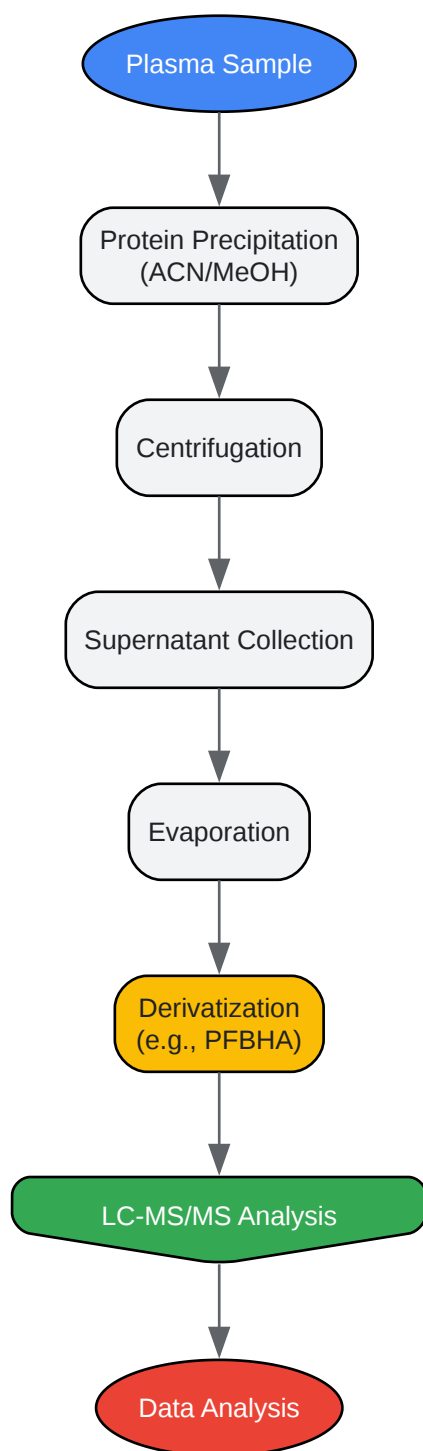 Plasma Sample
Protein Precipitation
(ACN/MeOH)
Centrifugation
Supernatant Collection
Evaporation
Derivatization
(e.g., PFBHA)
LC-MS/MS Analysis
Data Analysis